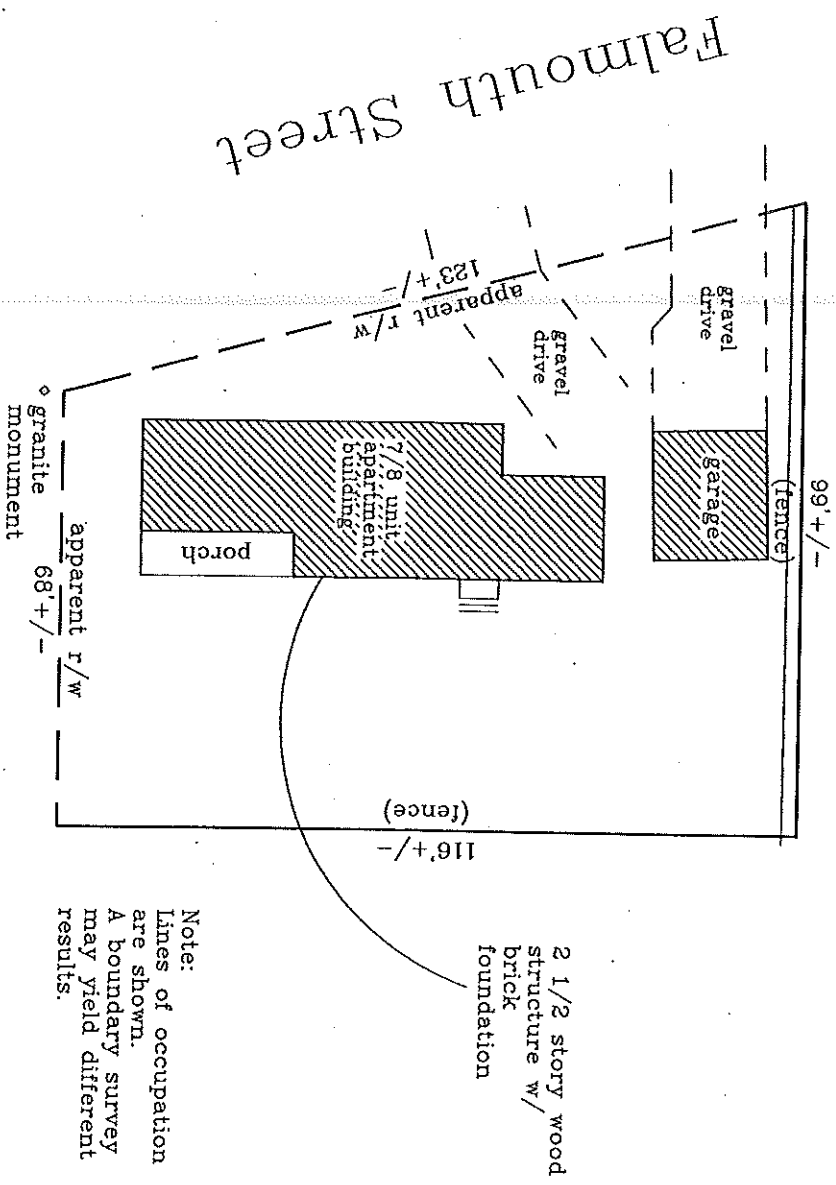 Falmouth Street
apparent r/w
123'+/-
gravel
drive
gravel
drive
garage
(fence)
99'+/-
7/8 unit
apartment
building
porch
granite
monument
apparent r/w
68'+/-
(fence)
116'+/-
2 1/2 story wood
structure w/
brick
foundation
Note:
Lines of occupation
are shown.
A boundary survey
may yield different
results.